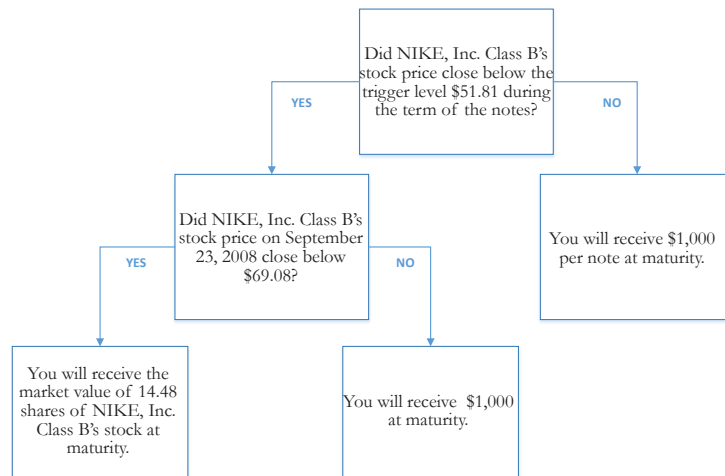 Did NIKE, Inc. Class B's
stock price close below the
trigger level $51.81 during
the term of the notes?
YES
NO
Did NIKE, Inc. Class B's
stock price on September
23, 2008 close below
$69.08?
You will receive $1,000
per note at maturity.
YES
NO
You will receive the
market value of 14.48
shares of NIKE, Inc.
Class B's stock at
maturity.
You will receive $1,000
at maturity.